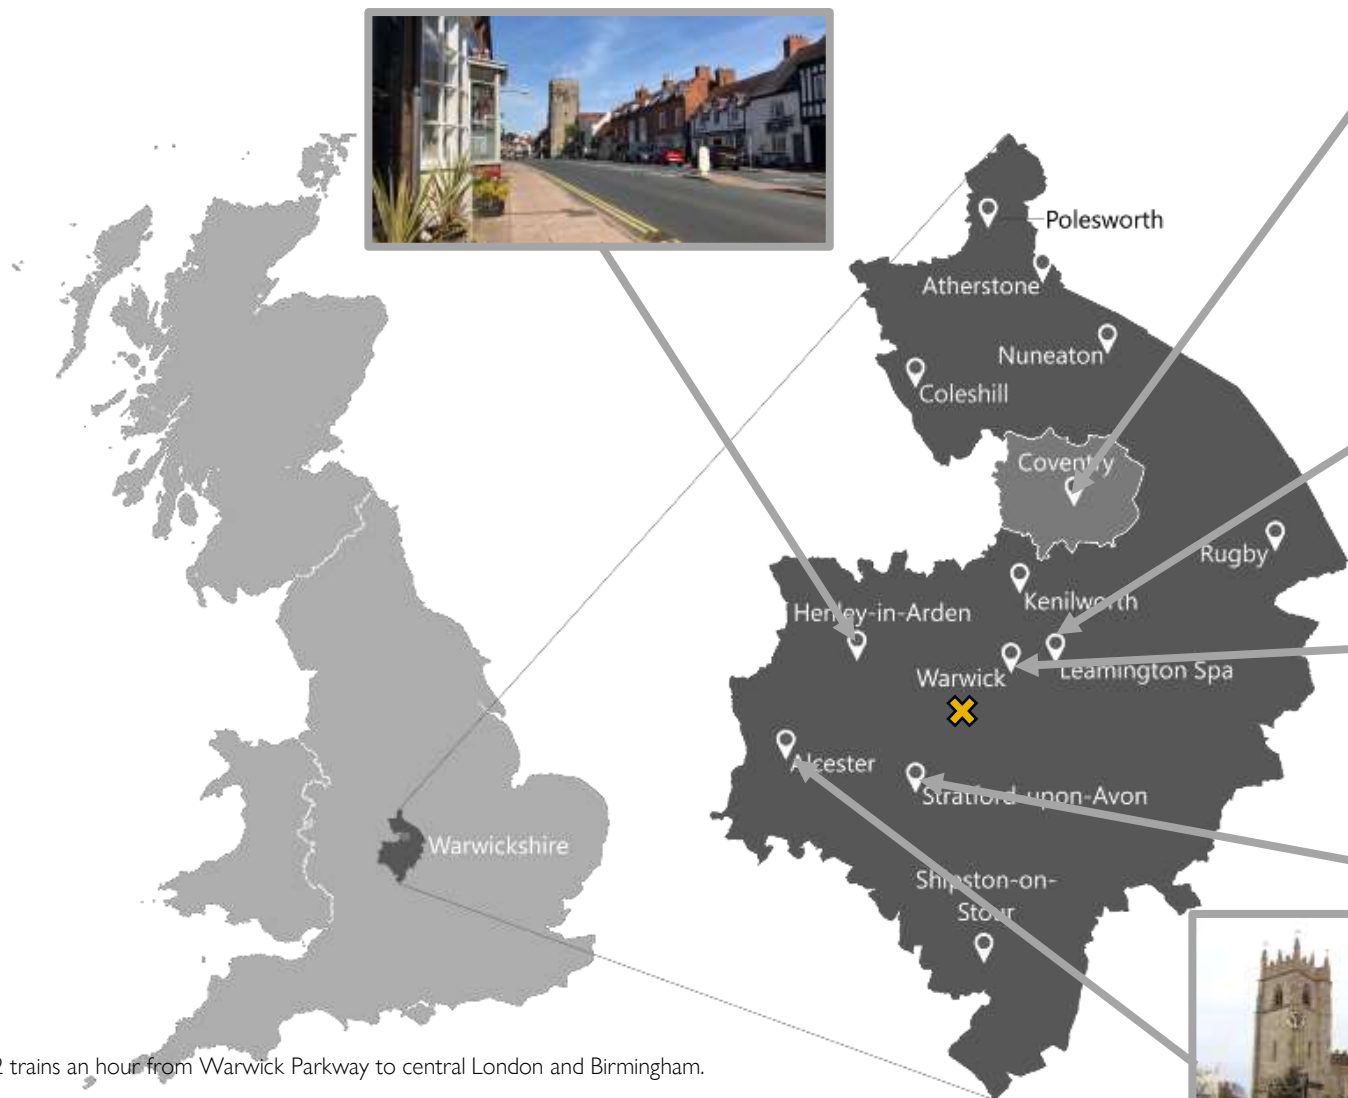 Polesworth
Atherstone
Nuneaton
Coleshill
Coventry
Rugby
Kenilworth
Henley-in-Arden
Leamington Spa
Warwick
Alcester
Stratford-upon-Avon
Warwickshire
Shipston-on-
Stour
2 trains an hour from Warwick Parkway to central London and Birmingham.